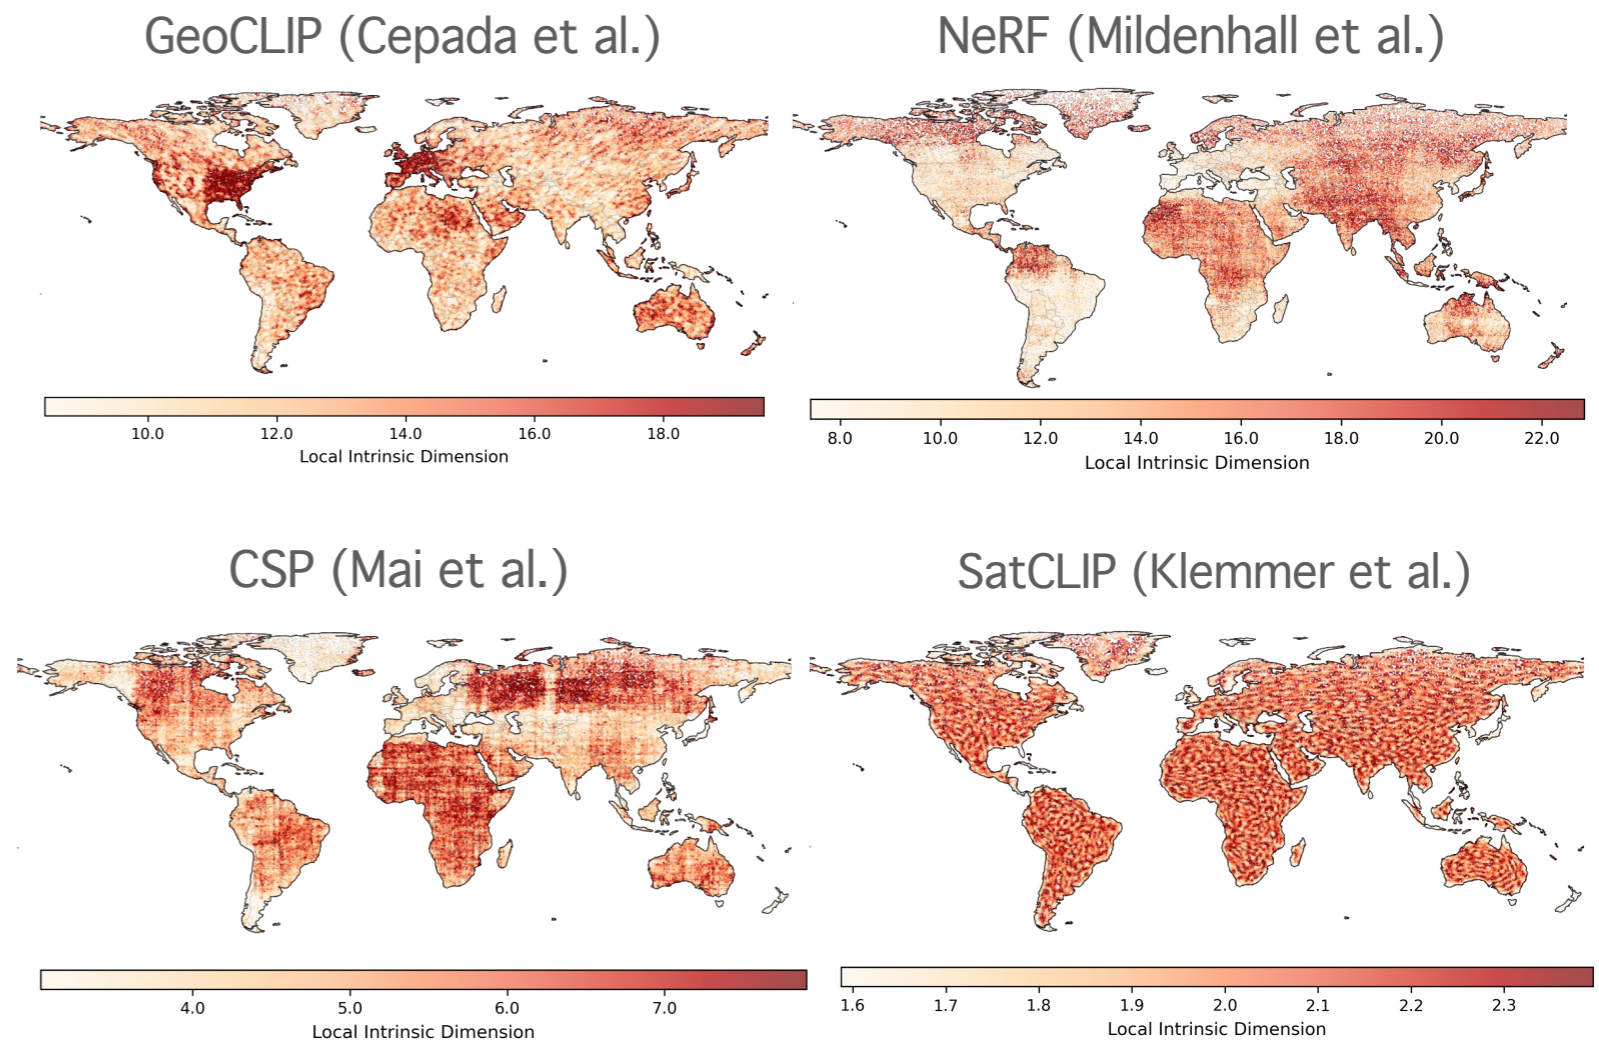 GeoCLIP (Cepada et al.)
NeRF (Mildenhall et al.)
10.0 12.0 14.0 16.0 18.0
Local Intrinsic Dimension
8.0 10.0 12.0 14.0 16.0 18.0 20.0 22.0
Local Intrinsic Dimension
CSP (Mai et al.)
SatCLIP (Klemmer et al.)
4.0 5.0 6.0 7.0
Local Intrinsic Dimension
1.6 1.7 1.8 1.9 2.0 2.1 2.2 2.3
Local Intrinsic Dimension